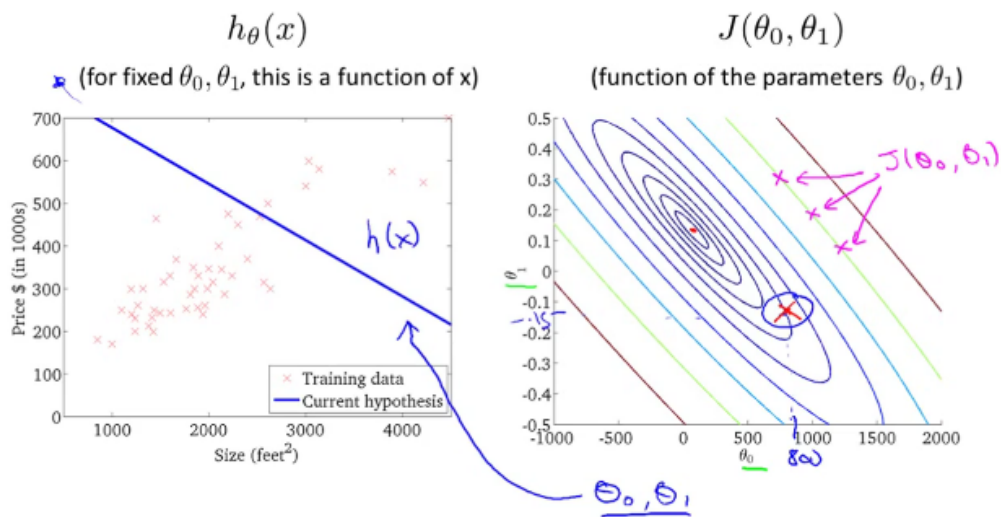 hθ(x)
(for fixed θ0, θ1, this is a function of x)
700
600
500
400
300
200
100
0
Price $ (in 1000s)
1000
2000
3000
4000
Size (feet²)
Training data
Current hypothesis
h(x)
θ0, θ1
J(θ0, θ1)
(function of the parameters θ0, θ1)
0.5
0.4
0.3
0.2
0.1
0
-0.1
-0.2
-0.3
-0.4
-0.5
θ1
-1000
-500
0
500
1000
1500
2000
θ0
J(θ0, θ1)
-.15
800